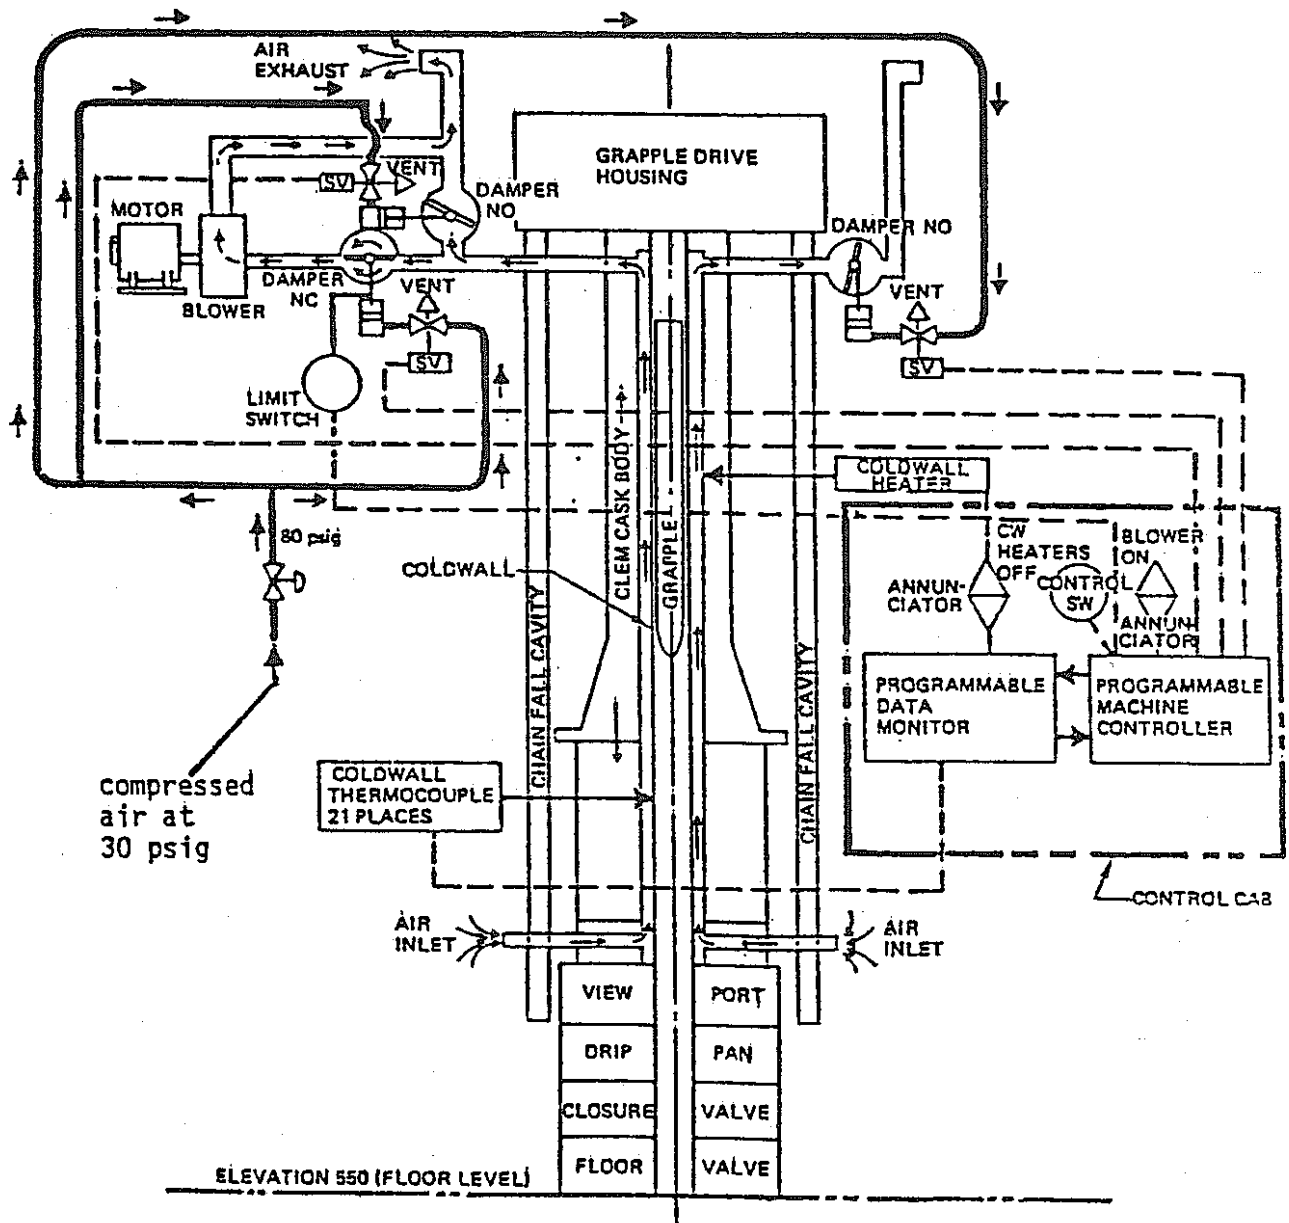 AIR
EXHAUST
GRAPPLE DRIVE
HOUSING
VENT
SV
DAMPER
NO
MOTOR
DAMPER NO
BLOWER
DAMPER
NC
VENT
VENT
SV
SV
LIMIT
SWITCH
CLEM CASK BODY
GRAPPLE
COLDWALL
HEATER
80 psig
COLDWALL
CHAIN FALL CAVITY
CHAIN FALL CAVITY
CW
HEATERS
OFF
BLOWER
ON
ANNUN-
CIATOR
CONTROL
SW
ANNUN-
CIATOR
PROGRAMMABLE
DATA
MONITOR
PROGRAMMABLE
MACHINE
CONTROLLER
compressed
air at
30 psig
COLDWALL
THERMOCOUPLE
21 PLACES
CONTROL CAB
AIR
INLET
AIR
INLET
VIEW PORT
DRIP PAN
CLOSURE VALVE
FLOOR VALVE
ELEVATION 550 (FLOOR LEVEL)